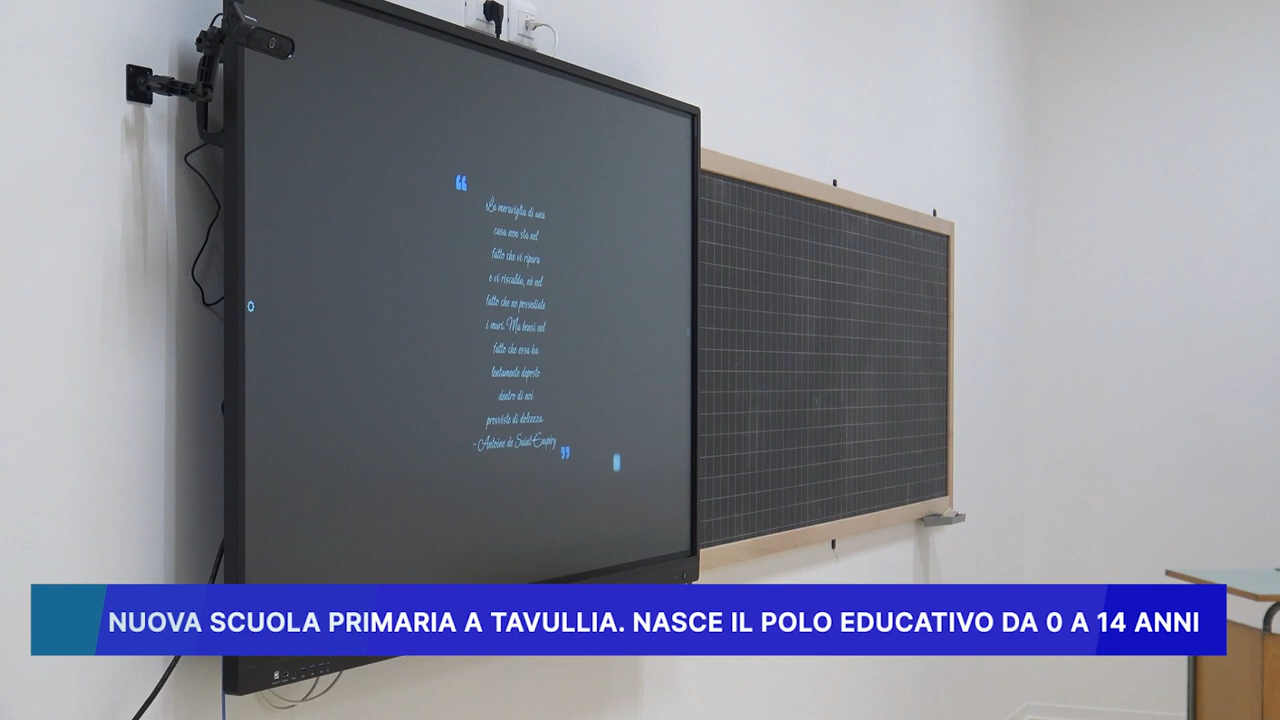 “
La meraviglia di una
casa non sta nel
fatto che vi ripara
e vi riscalda, nè nel
fatto che ne possediate
i muri. Ma bensì nel
fatto che essa ha
lentamente deposto
dentro di noi
provviste di dolcezza.
- Antoine de Saint-Exupéry
”
NUOVA SCUOLA PRIMARIA A TAVULLIA. NASCE IL POLO EDUCATIVO DA 0 A 14 ANNI